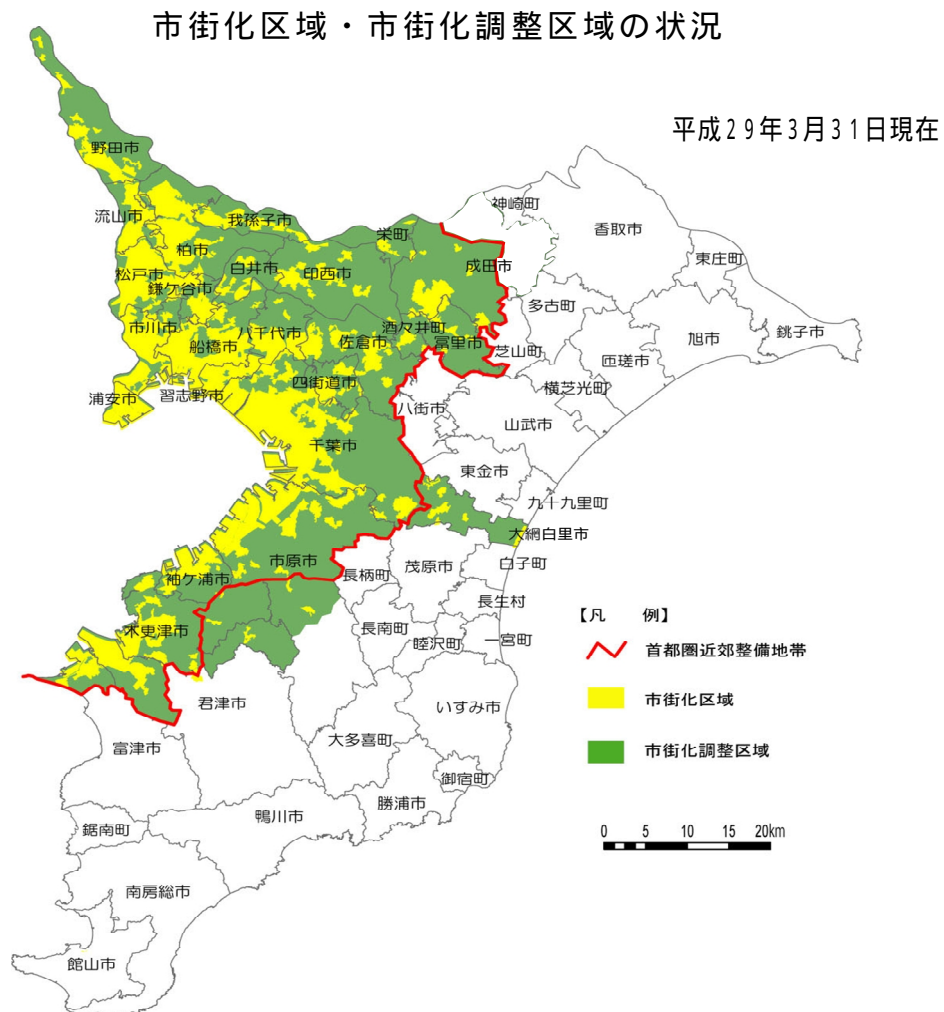 市街化区域・市街化調整区域の状況
平成29年3月31日現在
野田市
流山市
我孫子市
柏市
松戸市
鎌ケ谷市
白井市
印西市
栄町
成田市
神崎町
香取市
東庄町
多古町
銚子市
旭市
匝瑳市
市川市
船橋市
八千代市
佐倉市
酒々井町
富里市
芝山町
横芝光町
浦安市
習志野市
四街道市
八街市
山武市
千葉市
東金市
九十九里町
大網白里市
市原市
長柄町
茂原市
白子町
袖ケ浦市
長生村
木更津市
長南町
睦沢町
一宮町
君津市
いすみ市
富津市
大多喜町
御宿町
勝浦市
鴨川市
鋸南町
南房総市
館山市
【凡 例】
首都圏近郊整備地帯
市街化区域
市街化調整区域
0 5 10 15 20km